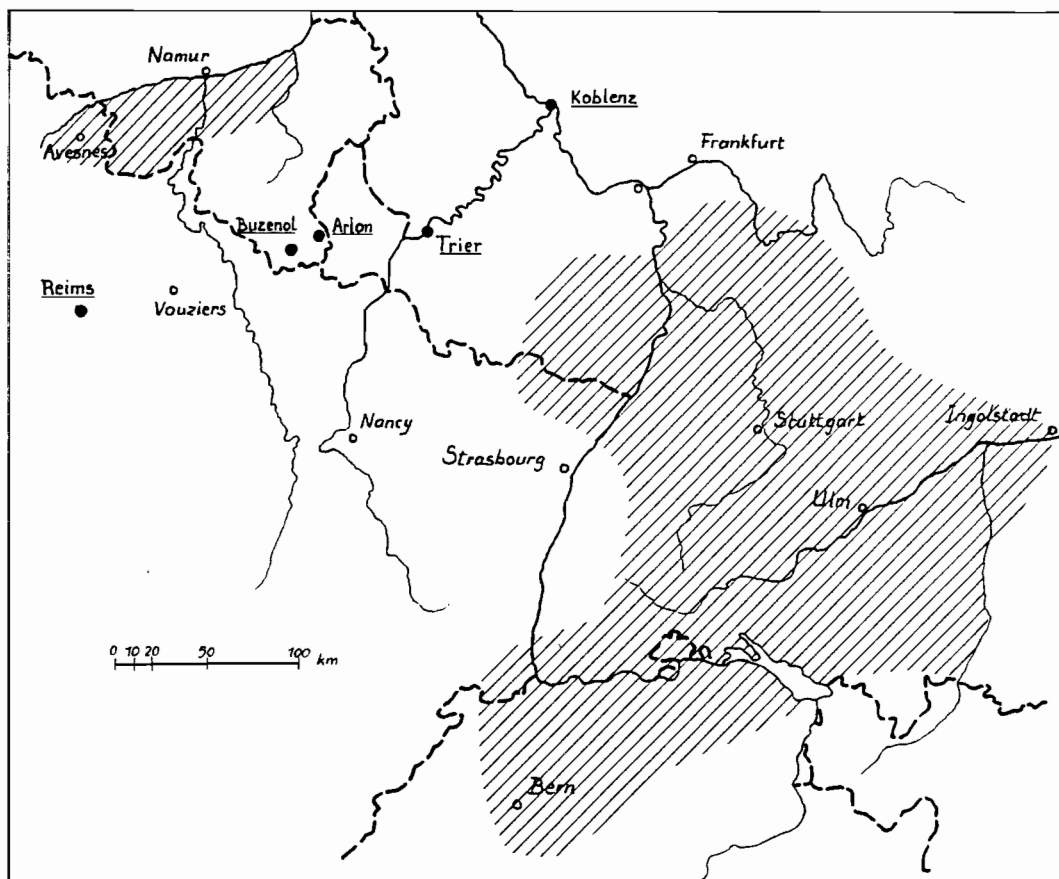 Namur
Koblenz
Frankfurt
Avesnes
Buzenol
Arlon
Trier
Reims
Vouziers
Nancy
Stuttgart
Ingolstadt
Strasbourg
Ulm
0 10 20 50 100 km
Bern